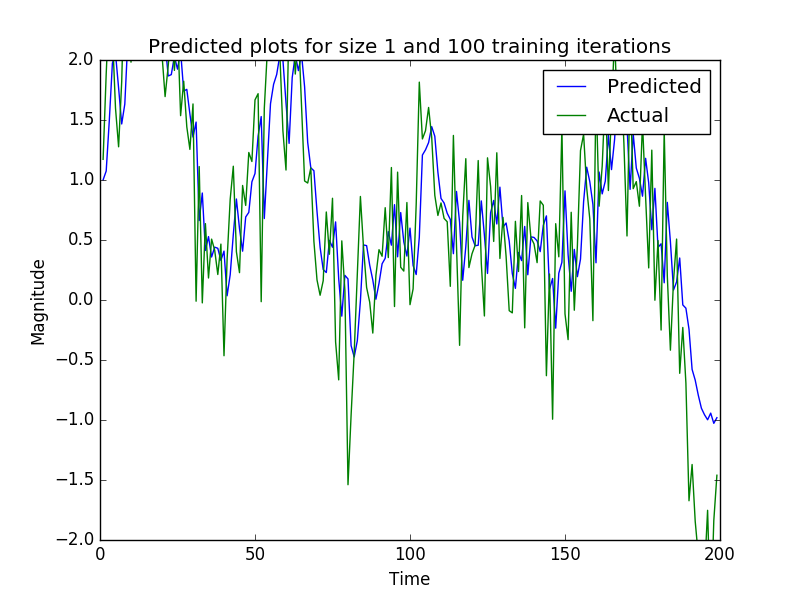 Predicted plots for size 1 and 100 training iterations
Predicted
Actual
2.0
1.5
1.0
0.5
0.0
−0.5
−1.0
−1.5
−2.0
Magnitude
0
50
100
150
200
Time